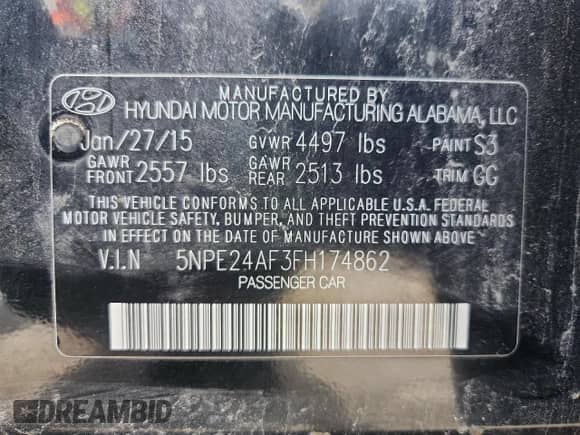 MANUFACTURED BY
HYUNDAI MOTOR MANUFACTURING ALABAMA, LLC
Jan/27/15 GVWR 4497 lbs PAINT S3
GAWR FRONT 2557 lbs GAWR REAR 2513 lbs TRIM GG
THIS VEHICLE CONFORMS TO ALL APPLICABLE U.S.A. FEDERAL
MOTOR VEHICLE SAFETY, BUMPER, AND THEFT PREVENTION STANDARDS
IN EFFECT ON THE DATE OF MANUFACTURE SHOWN ABOVE.
V.I.N 5NPE24AF3FH174862
PASSENGER CAR
DREAMBID